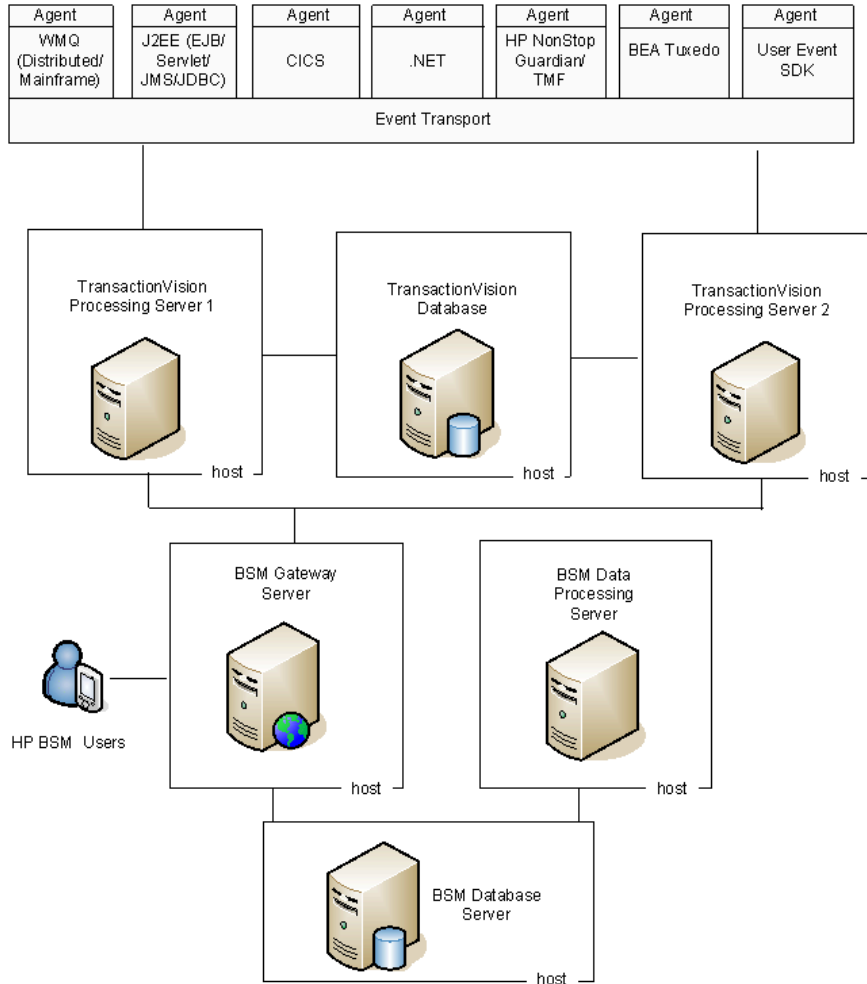 Agent
WMQ
(Distributed/
Mainframe)
Agent
J2EE (EJB/
Servlet/
JMS/JDBC)
Agent
CICS
Agent
.NET
Agent
HP NonStop
Guardian/
TMF
Agent
BEA Tuxedo
Agent
User Event
SDK
Event Transport
TransactionVision
Processing Server 1
host
TransactionVision
Database
host
TransactionVision
Processing Server 2
host
BSM Gateway
Server
host
BSM Data
Processing
Server
host
HP BSM Users
BSM Database
Server
host